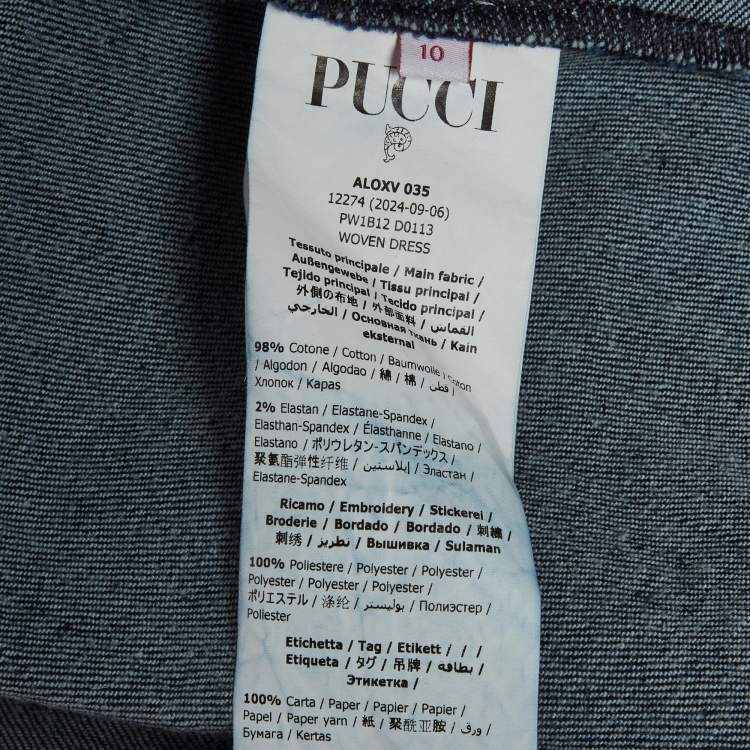 10
PUCCI
ALOXV 035
12274 (2024-09-06)
PW1B12 D0113
WOVEN DRESS
Tessuto principale / Main fabric /
Außengewebe / Tissu principal /
Tejido principal / Tecido principal /
外側の布地 / 外部面料 / القماش
الخارجي / Основная ткань / Kain
eksternal
98% Cotone / Cotton / Baumwolle / Coton
/ Algodon / Algodao / 綿 / 棉 / قطن /
Хлопок / Kapas
2% Elastan / Elastane-Spandex /
Elasthan-Spandex / Élasthanne / Elastano /
Elastano / ポリウレタン-スパンデックス /
聚氨酯弹性纤维 / إيلاستين / Эластан /
Elastane-Spandex
Ricamo / Embroidery / Stickerei /
Broderie / Bordado / Bordado / 刺繍 /
刺绣 / تطريز / Вышивка / Sulaman
100% Poliestere / Polyester / Polyester /
Polyester / Polyester / Polyester /
ポリエステル / 涤纶 / بوليستر / Полиэстер /
Poliester
Etichetta / Tag / Etikett / / /
Etiqueta / タグ / 吊牌 / بطاقة /
Этикетка /
100% Carta / Paper / Papier / Papier /
Papel / Paper yarn / 紙 / 聚酰亚胺 / ورق /
Бумага / Kertas